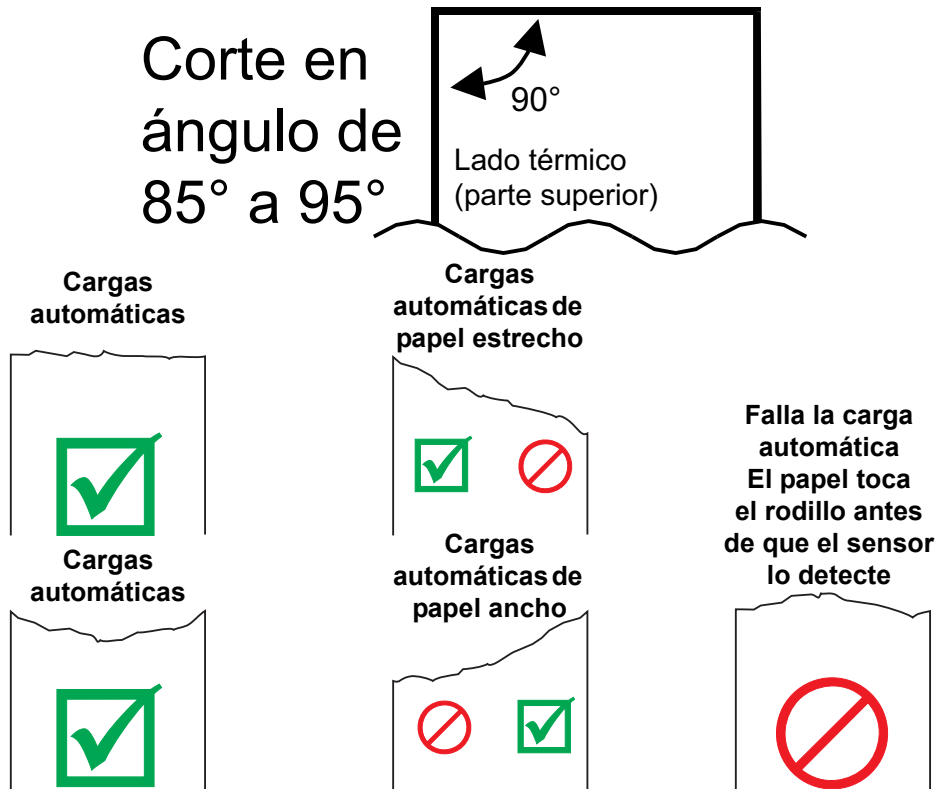 Corte en
ángulo de
85° a 95°
90°
Lado térmico
(parte superior)
Cargas
automáticas
Cargas
automáticas de
papel estrecho
Falla la carga
automática
El papel toca
el rodillo antes
de que el sensor
lo detecte
Cargas
automáticas
Cargas
automáticas de
papel ancho